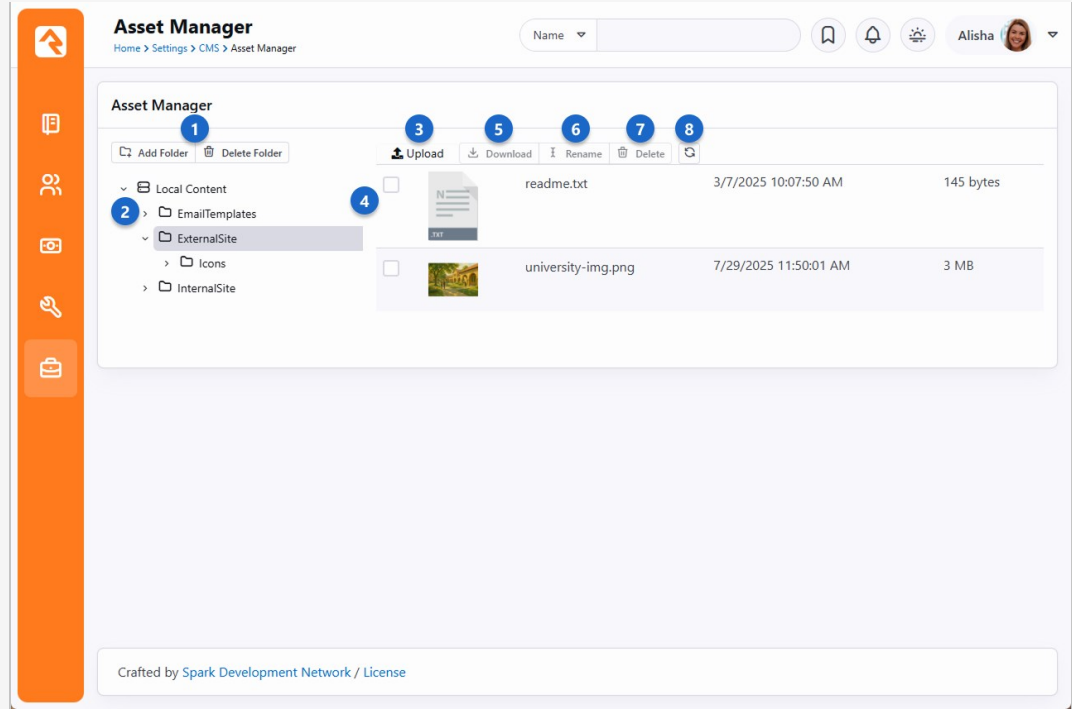 Asset Manager
Home > Settings > CMS > Asset Manager
Name
Alisha
Asset Manager
1
3
5
6
7
8
Add Folder
Delete Folder
Upload
Download
Rename
Delete
Local Content
2
EmailTemplates
ExternalSite
Icons
InternalSite
4
N
.TXT
readme.txt
3/7/2025 10:07:50 AM
145 bytes
university-img.png
7/29/2025 11:50:01 AM
3 MB
Crafted by Spark Development Network / License